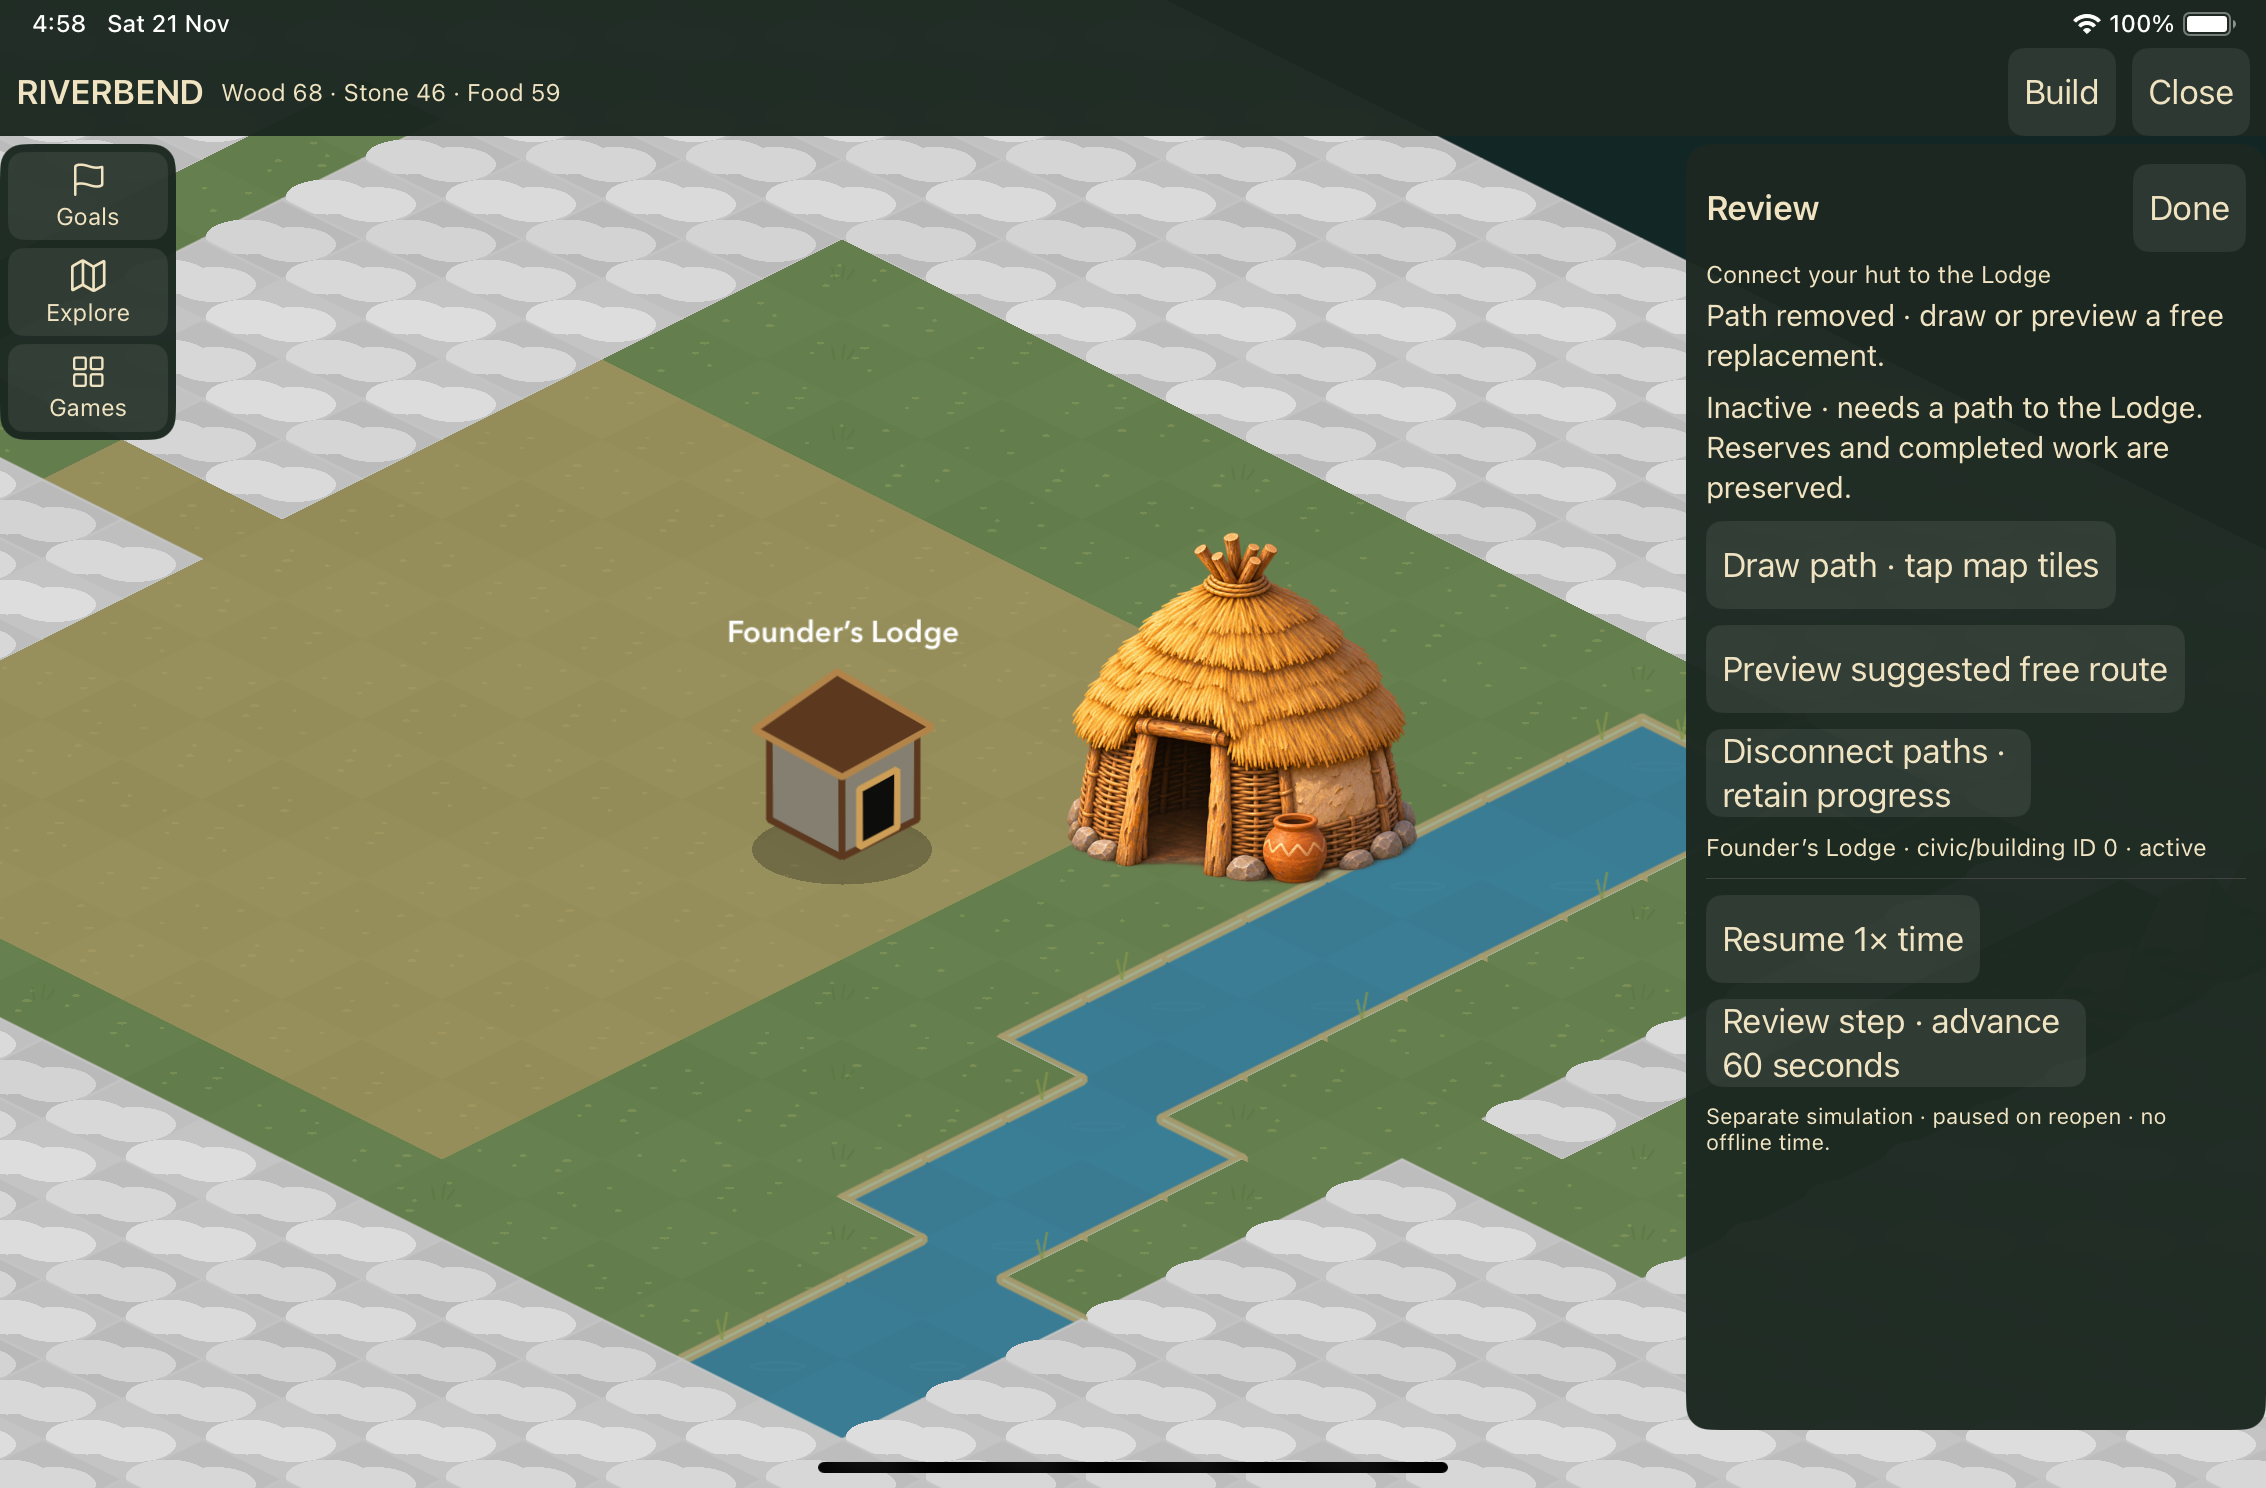 4:58 Sat 21 Nov
100%
RIVERBEND Wood 68 · Stone 46 · Food 59
Build
Close
Goals
Explore
Games
Founder’s Lodge
Review
Done
Connect your hut to the Lodge
Path removed · draw or preview a free
replacement.
Inactive · needs a path to the Lodge.
Reserves and completed work are
preserved.
Draw path · tap map tiles
Preview suggested free route
Disconnect paths ·
retain progress
Founder’s Lodge · civic/building ID 0 · active
Resume 1× time
Review step · advance
60 seconds
Separate simulation · paused on reopen · no
offline time.